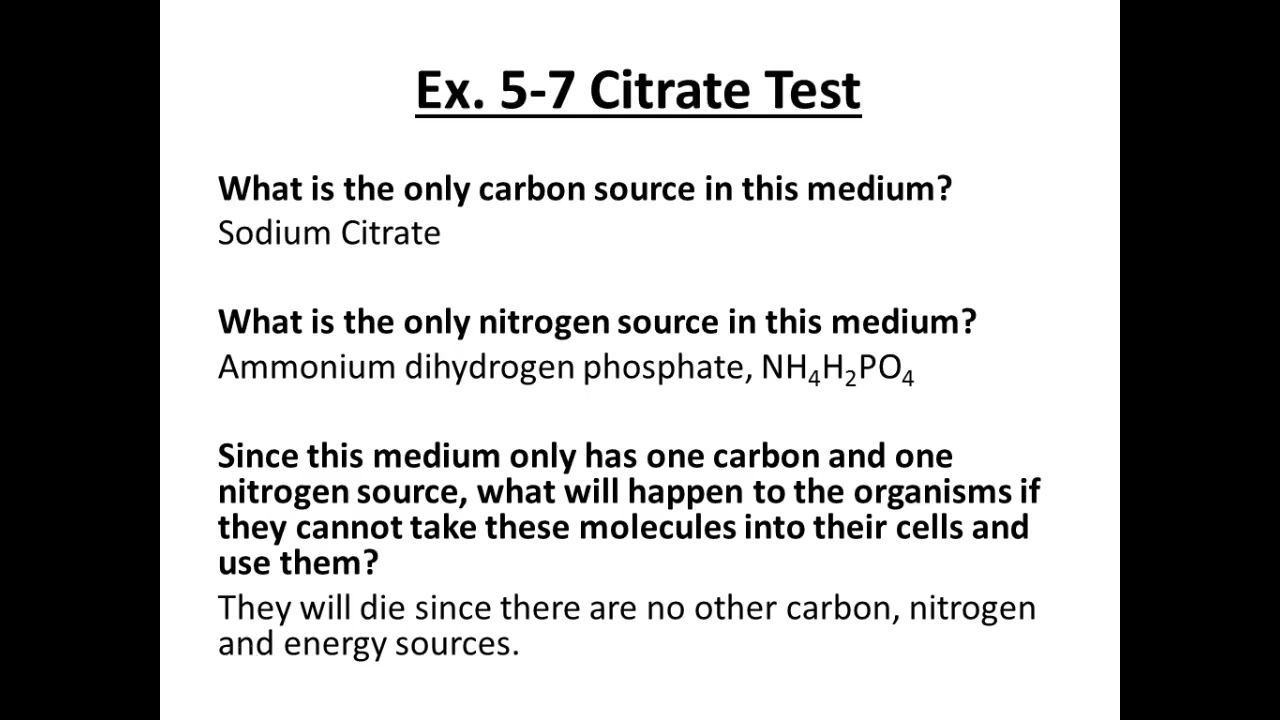 Ex. 5-7 Citrate Test
What is the only carbon source in this medium?
Sodium Citrate
What is the only nitrogen source in this medium?
Ammonium dihydrogen phosphate, NH₄H₂PO₄
Since this medium only has one carbon and one
nitrogen source, what will happen to the organisms if
they cannot take these molecules into their cells and
use them?
They will die since there are no other carbon, nitrogen
and energy sources.